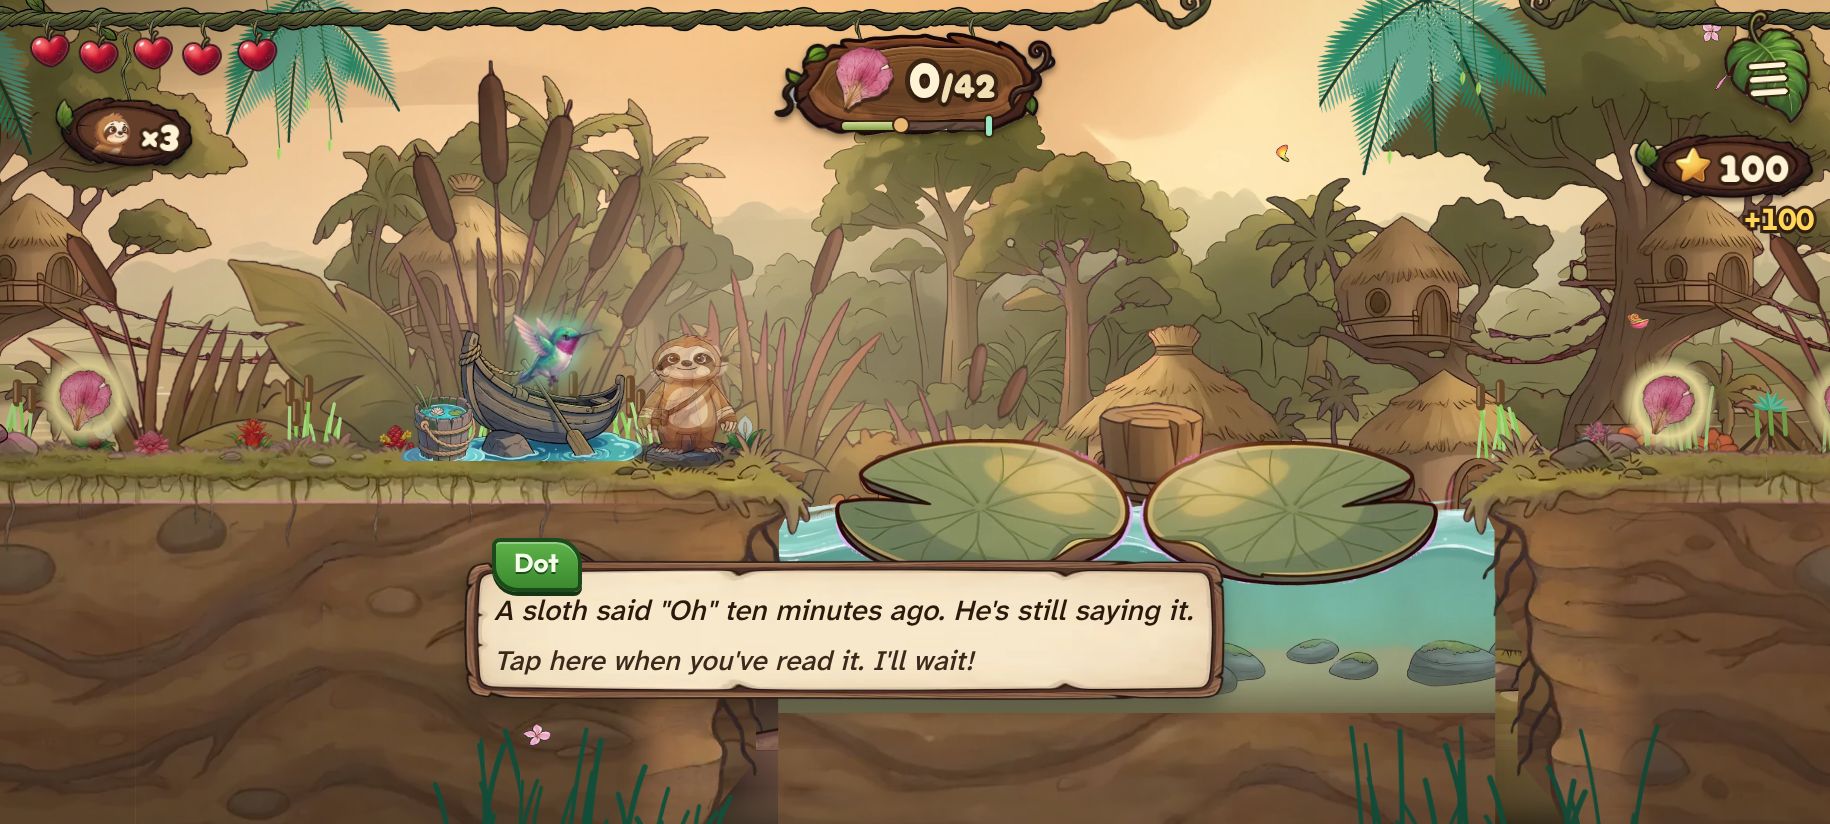 0/42
×3
100
+100
Dot
A sloth said "Oh" ten minutes ago. He's still saying it.
Tap here when you've read it. I'll wait!